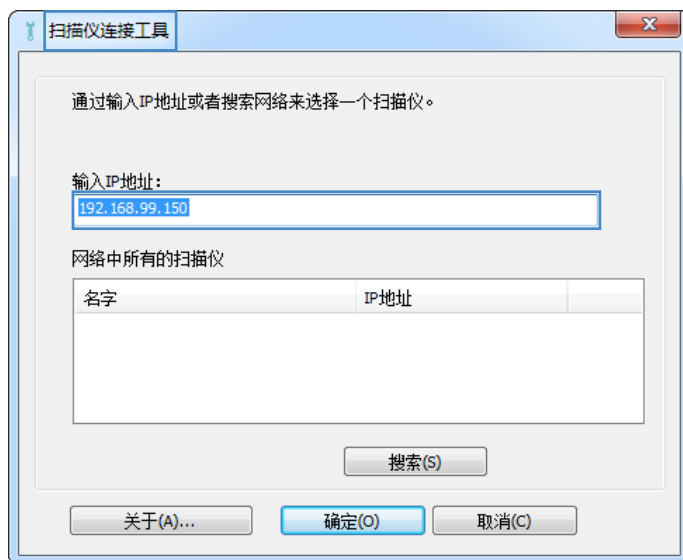 扫描仪连接工具
通过输入IP地址或者搜索网络来选择一个扫描仪。
输入IP地址：
192.168.99.150
网络中所有的扫描仪
名字 IP地址
搜索(S)
关于(A)... 确定(O) 取消(C)